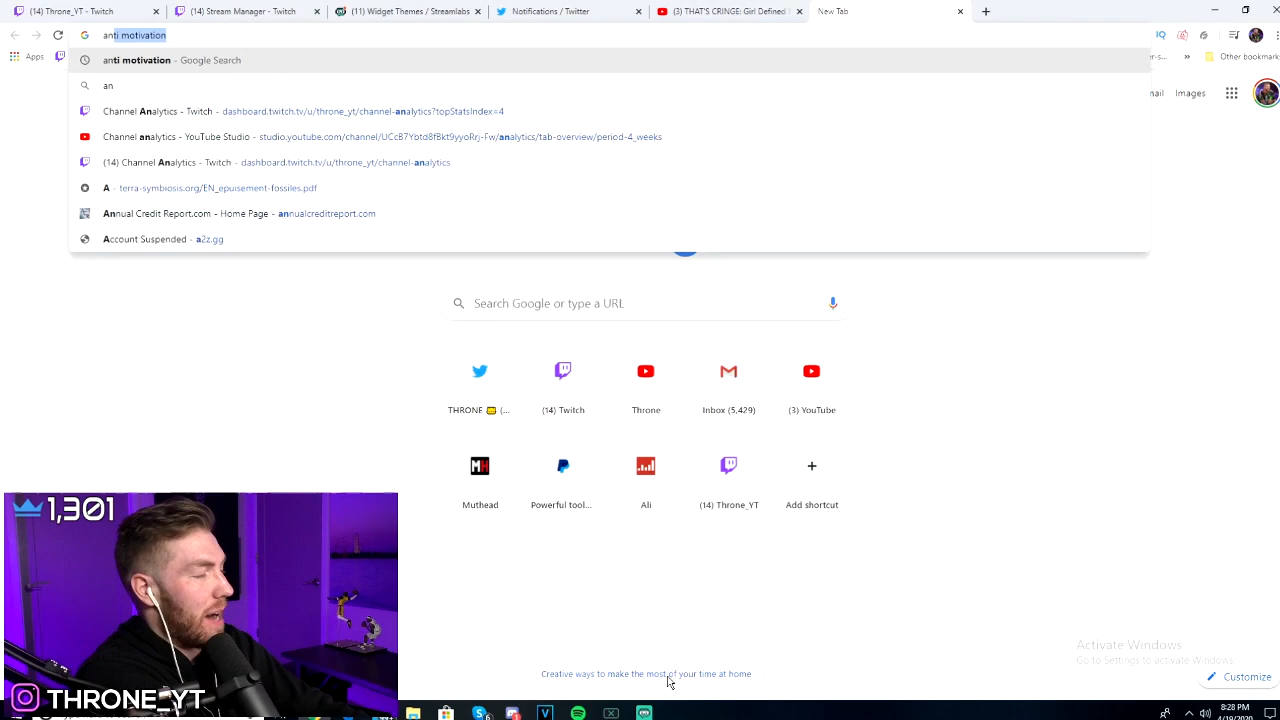 (14) Throne_YT - Twitch
(14) Stream Manager - Twitch
(11) Widget Themes / Streamlabs
Notifications / Twitter
(3) THAT'S CRINGE: Girl Defined
New Tab
anti motivation
Apps
Other bookmark
anti motivation - Google Search
an
Channel Analytics - Twitch - dashboard.twitch.tv/u/throne_yt/channel-analytics?topStatsIndex=4
Channel analytics - YouTube Studio - studio.youtube.com/channel/UCcB7Ybtd8fBkt9yyoRrj-Fw/analytics/tab-overview/period-4_weeks
(14) Channel Analytics - Twitch - dashboard.twitch.tv/u/throne_yt/channel-analytics
A - terra-symbiosis.org/EN_epuisement-fossiles.pdf
Annual Credit Report.com - Home Page - annualcreditreport.com
Account Suspended - a2z.gg
mail Images
Search Google or type a URL
THRONE (...
(14) Twitch
Throne
Inbox (5,429)
(3) YouTube
Muthead
Powerful tool...
Ali
(14) Throne_YT
Add shortcut
1,301
THRONE_YT
Creative ways to make the most of your time at home
Activate Windows
Go to Settings to activate Windows.
Customize
8:28 PM
4/19/2020